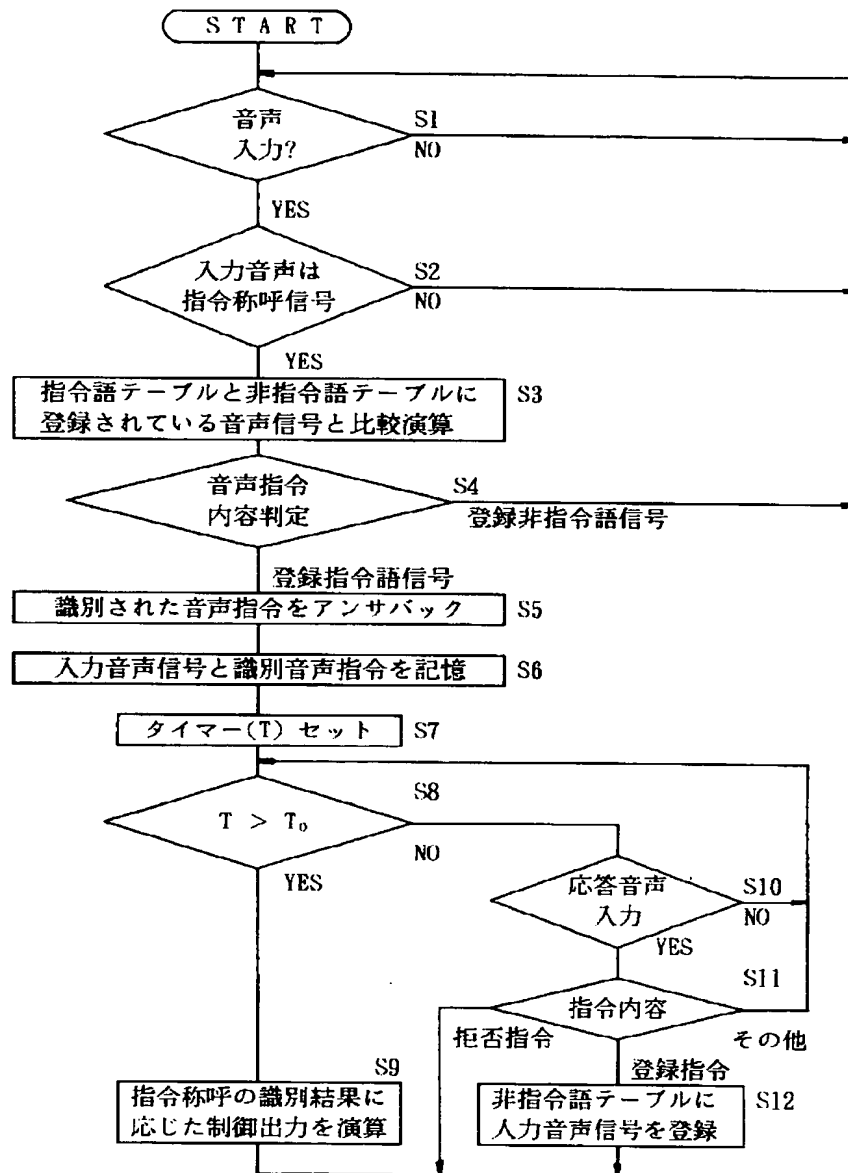 START
音声
入力?
S1
NO
YES
入力音声は
指令称呼信号
S2
NO
YES
指令語テーブルと非指令語テーブルに
登録されている音声信号と比較演算
S3
音声指令
内容判定
S4
登録非指令語信号
登録指令語信号
識別された音声指令をアンサバック
S5
入力音声信号と識別音声指令を記憶
S6
タイマー(T) セット
S7
T > T₀
S8
NO
YES
応答音声
入力
S10
NO
YES
指令内容
S11
拒否指令
その他
登録指令
S9
指令称呼の識別結果に
応じた制御出力を演算
非指令語テーブルに
入力音声信号を登録
S12